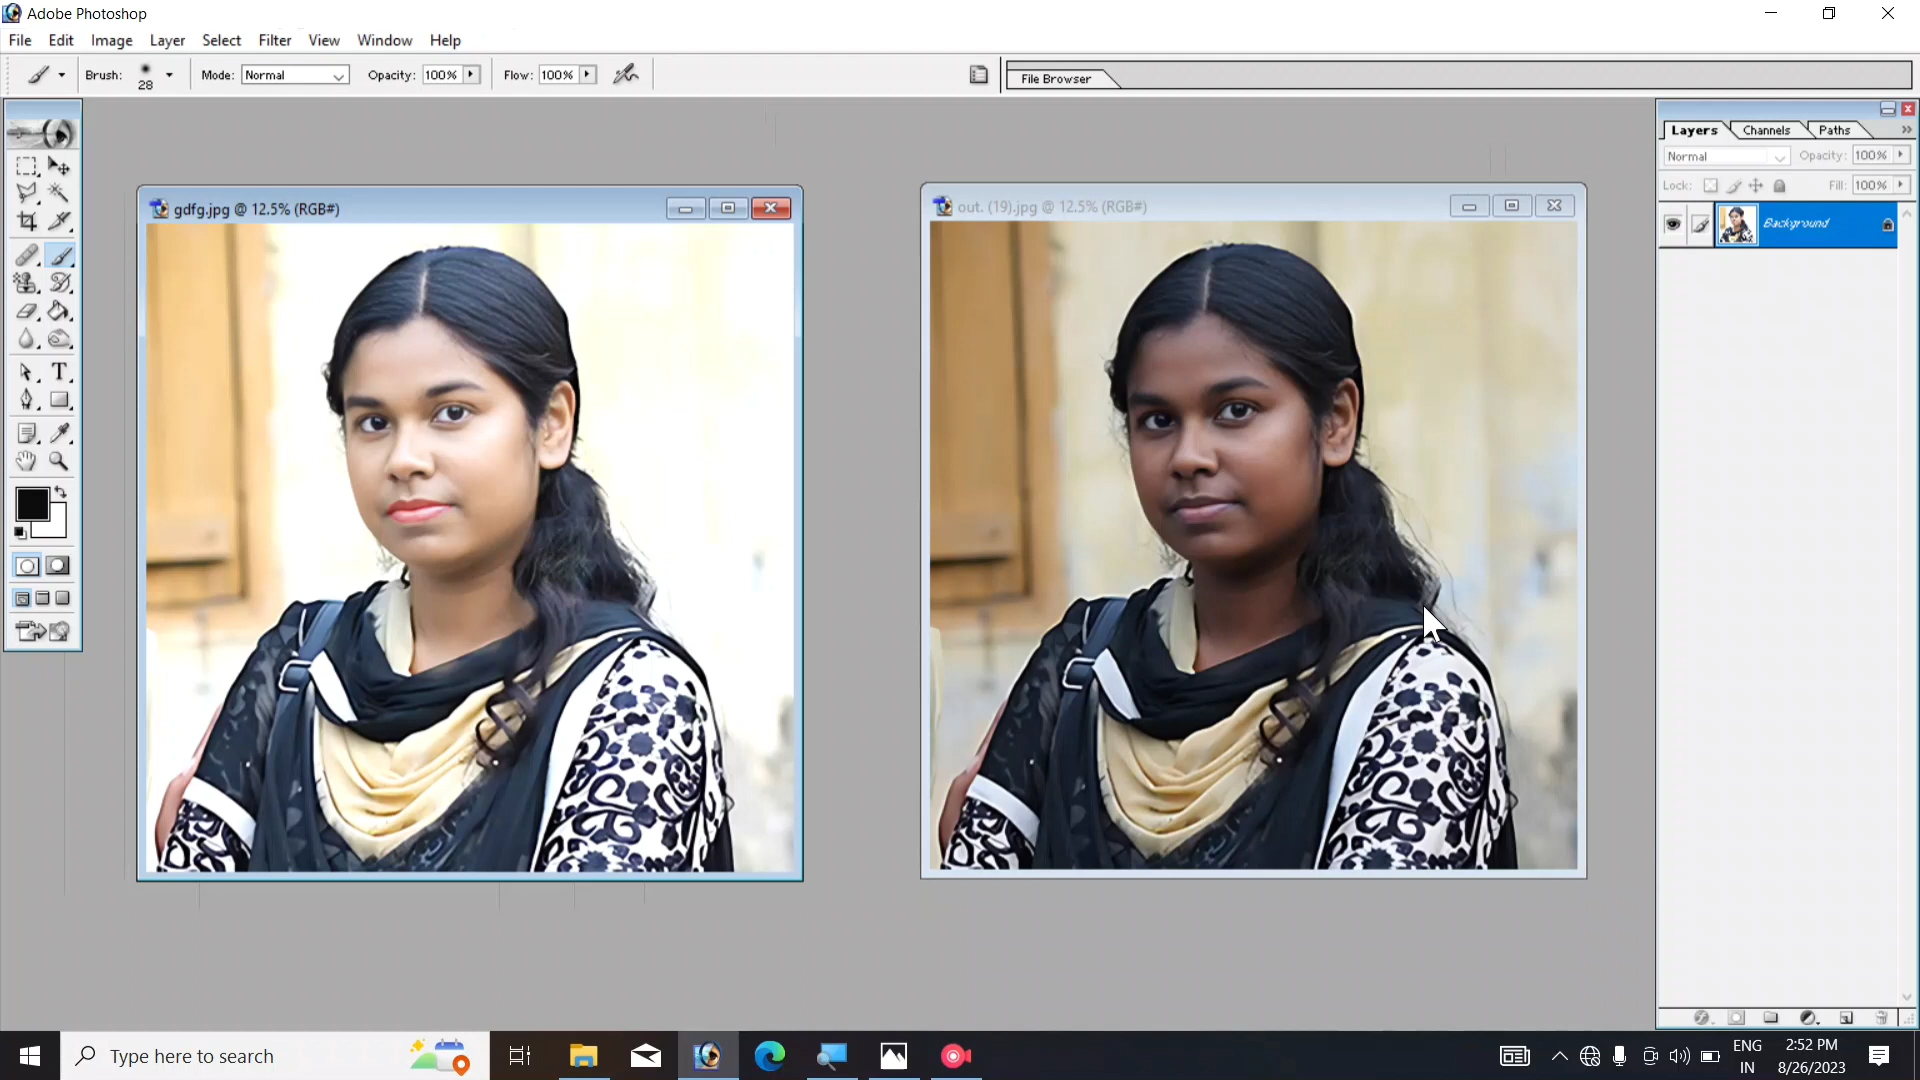 Adobe Photoshop
File Edit Image Layer Select Filter View Window Help
Brush: 28 Mode: Normal Opacity: 100% Flow: 100% File Browser
Layers Channels Paths
Normal Opacity: 100%
Lock: Fill: 100%
Background
gdfg.jpg @ 12.5% (RGB#)
out. (19).jpg @ 12.5% (RGB#)
T
Type here to search
ENG
IN
2:52 PM
8/26/2023